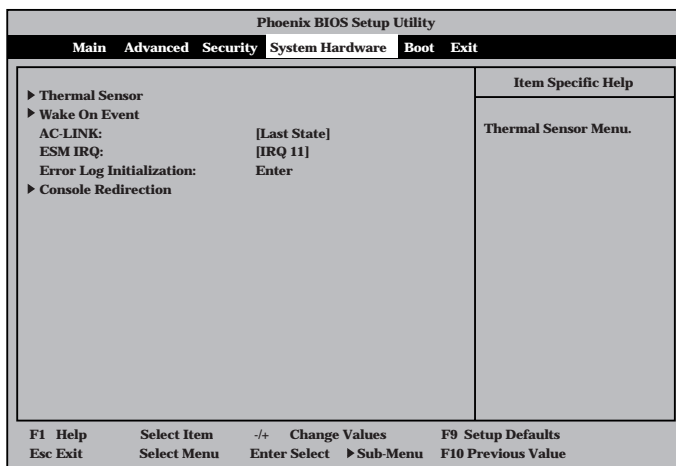 Phoenix BIOS Setup Utility
Main Advanced Security System Hardware Boot Exit
Item Specific Help
Thermal Sensor Menu.
▶ Thermal Sensor
▶ Wake On Event
AC-LINK: [Last State]
ESM IRQ: [IRQ 11]
Error Log Initialization: Enter
▶ Console Redirection
F1 Help Select Item -/+ Change Values F9 Setup Defaults
Esc Exit Select Menu Enter Select ▶ Sub-Menu F10 Previous Value